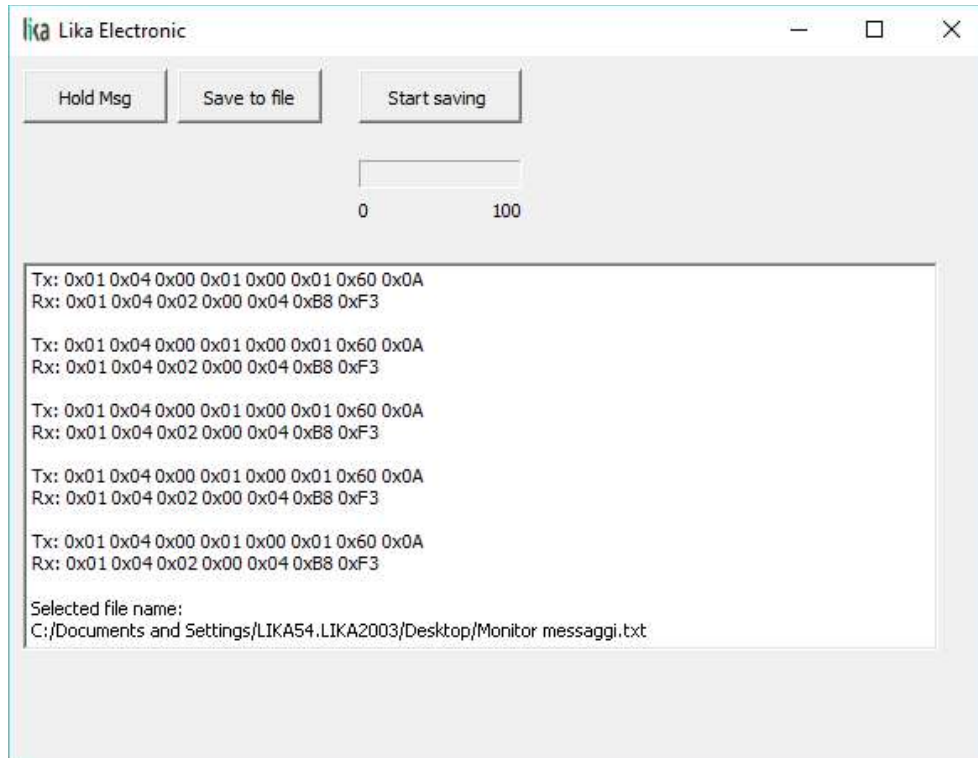 lika Lika Electronic
Hold Msg Save to file Start saving
0 100
Tx: 0x01 0x04 0x00 0x01 0x00 0x01 0x60 0x0A
Rx: 0x01 0x04 0x02 0x00 0x04 0xB8 0xF3
Tx: 0x01 0x04 0x00 0x01 0x00 0x01 0x60 0x0A
Rx: 0x01 0x04 0x02 0x00 0x04 0xB8 0xF3
Tx: 0x01 0x04 0x00 0x01 0x00 0x01 0x60 0x0A
Rx: 0x01 0x04 0x02 0x00 0x04 0xB8 0xF3
Tx: 0x01 0x04 0x00 0x01 0x00 0x01 0x60 0x0A
Rx: 0x01 0x04 0x02 0x00 0x04 0xB8 0xF3
Tx: 0x01 0x04 0x00 0x01 0x00 0x01 0x60 0x0A
Rx: 0x01 0x04 0x02 0x00 0x04 0xB8 0xF3
Selected file name:
C:/Documents and Settings/LIKA54.LIKA2003/Desktop/Monitor messaggi.txt